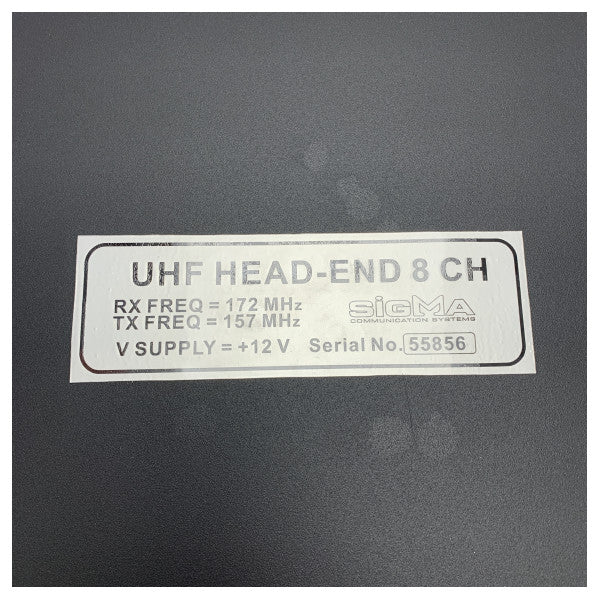 UHF HEAD-END 8 CH
RX FREQ = 172 MHz
TX FREQ = 157 MHz
SiGMA
COMMUNICATION SYSTEMS
V SUPPLY = +12 V Serial No. 55856